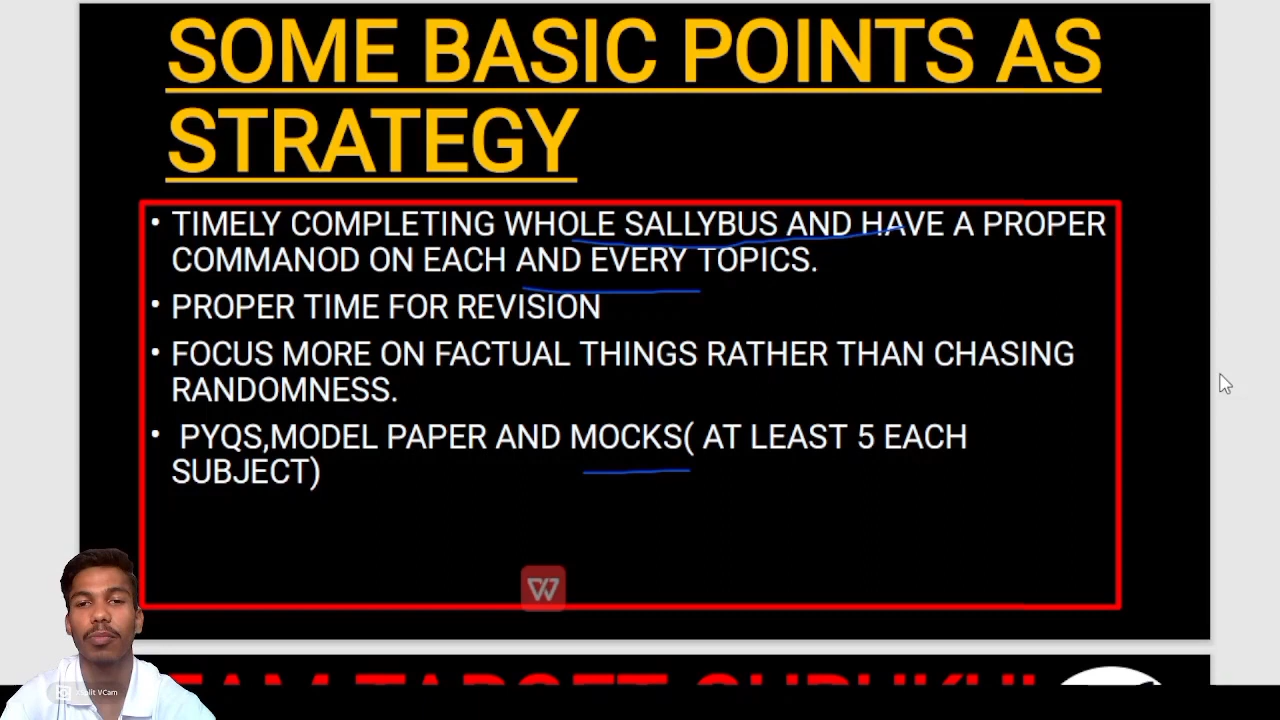 SOME BASIC POINTS AS
STRATEGY
• TIMELY COMPLETING WHOLE SALLYBUS AND HAVE A PROPER
COMMANOD ON EACH AND EVERY TOPICS.
• PROPER TIME FOR REVISION
• FOCUS MORE ON FACTUAL THINGS RATHER THAN CHASING
RANDOMNESS.
• PYQS,MODEL PAPER AND MOCKS( AT LEAST 5 EACH
SUBJECT)
VCam